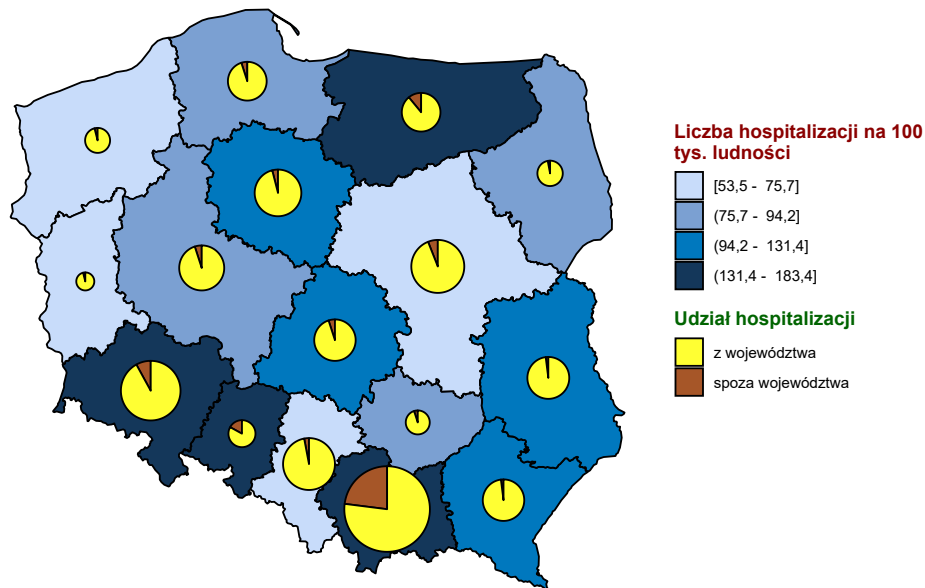 Liczba hospitalizacji na 100
tys. ludności
[53,5 - 75,7]
(75,7 - 94,2]
(94,2 - 131,4]
(131,4 - 183,4]
Udział hospitalizacji
z województwa
spoza województwa